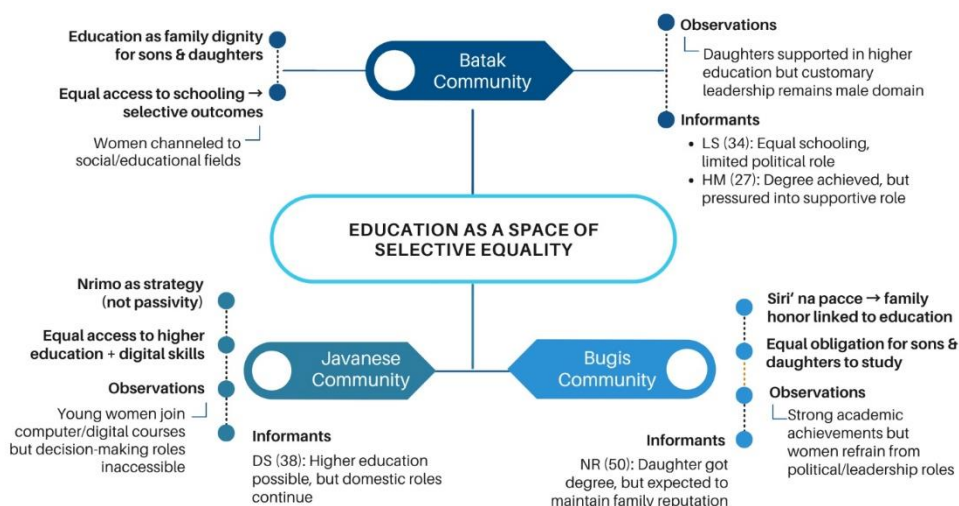 Education as family dignity
for sons & daughters
Equal access to schooling →
selective outcomes
Women channeled to
social/educational fields
Batak
Community
Observations
Daughters supported in higher
education but customary
leadership remains male domain
Informants
• LS (34): Equal schooling,
limited political role
• HM (27): Degree achieved, but
pressured into supportive role
EDUCATION AS A SPACE OF
SELECTIVE EQUALITY
Nrimo as strategy
(not passivity)
Equal access to higher
education + digital skills
Observations
Young women join
computer/digital courses
but decision-making roles
inaccessible
Javanese
Community
Informants
DS (38): Higher education
possible, but domestic roles
continue
Bugis
Community
Siri’ na pacce → family
honor linked to education
Equal obligation for sons &
daughters to study
Observations
Strong academic
achievements but
women refrain from
political/leadership roles
Informants
NR (50): Daughter got
degree, but expected to
maintain family reputation